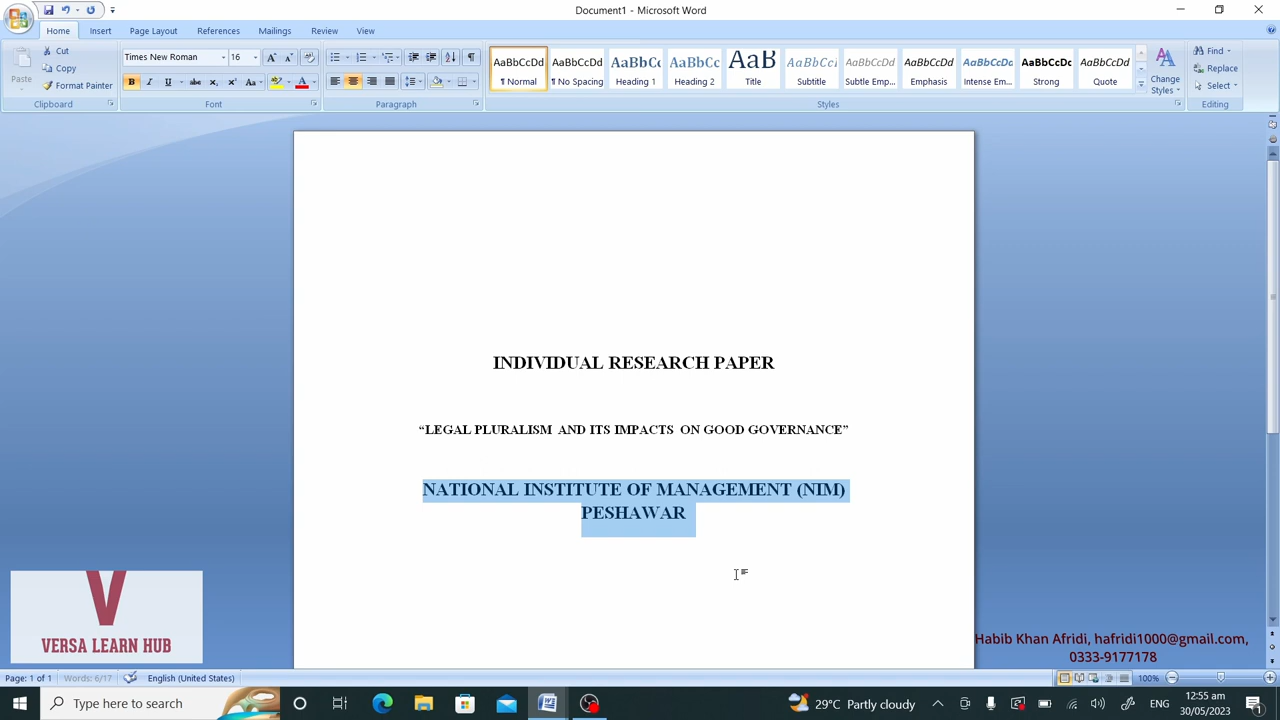 Document1 - Microsoft Word
Home Insert Page Layout References Mailings Review View
Paste
Cut
Copy
Format Painter
Clipboard
Times New Roman 16
Font
Paragraph
AaBbCcDd AaBbCcDd AaBbCc AaBbCc AaB AaBbCc AaBbCcDd AaBbCcDd AaBbCcDc AaBbCcDc AaBbCcDd
¶ Normal ¶ No Spacing Heading 1 Heading 2 Title Subtitle Subtle Emp... Emphasis Intense Em... Strong Quote
Change Styles
Styles
Find
Replace
Select
Editing
INDIVIDUAL RESEARCH PAPER
“LEGAL PLURALISM AND ITS IMPACTS ON GOOD GOVERNANCE”
NATIONAL INSTITUTE OF MANAGEMENT (NIM)
PESHAWAR
V
VERSA LEARN HUB
Habib Khan Afridi, hafridi1000@gmail.com,
0333-9177178
Page: 1 of 1 Words: 6/17 English (United States) 100%
Type here to search
29°C Partly cloudy
ENG
12:55 am
30/05/2023